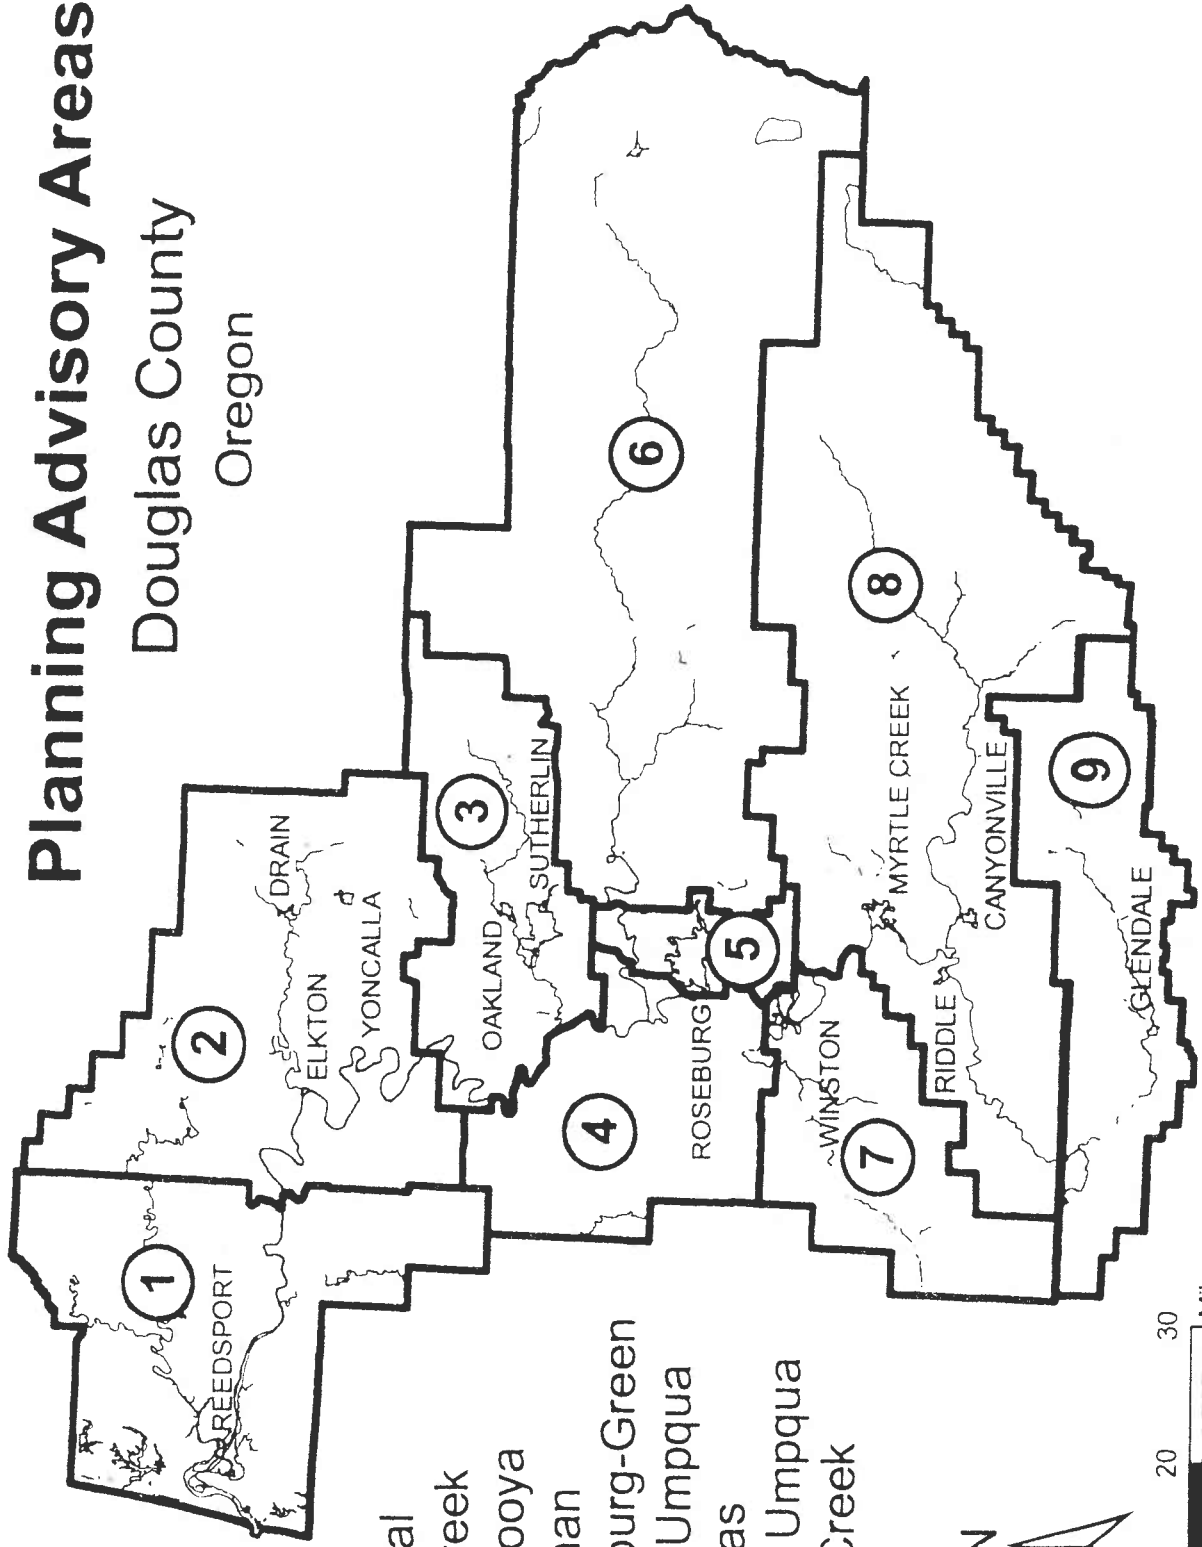 Planning Advisory Areas
Douglas County
Oregon
1
REEDSPORT
2
DRAIN
ELKTON
YONCALLA
3
OAKLAND
SUTHERLIN
4
ROSEBURG
5
6
7
WINSTON
8
MYRTLE CREEK
RIDDLE
CANYONVILLE
9
GLENDALE
al
reek
ooya
nan
ourg-Green
Umpqua
as
Umpqua
Creek
N
20 30